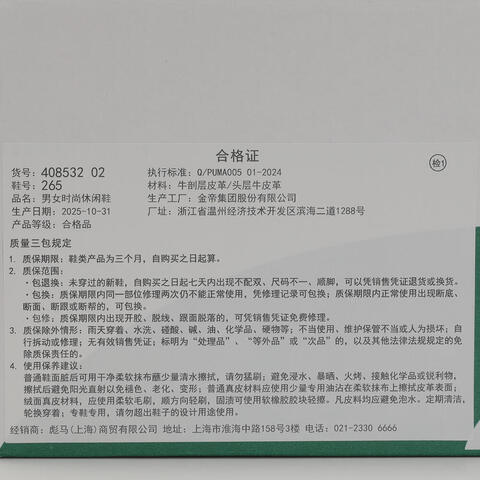 合格证
检1
货号: 408532 02
鞋号: 265
品名: 男女时尚休闲鞋
生产日期: 2025-10-31
产品等级: 合格品
执行标准: Q/PUMA005 01-2024
材料: 牛剖层皮革/头层牛皮革
生产工厂: 金帝集团股份有限公司
厂址: 浙江省温州经济技术开发区滨海二道1288号
质量三包规定
1. 质保期限: 鞋类产品为三个月，自购买之日起算。
2. 质保范围:
· 包退换: 未穿过的新鞋，自购买之日起七天内出现不配双、尺码不一、顺脚，可以凭销售凭证退货或换货。
· 包换: 质保期限内同一部位修理两次仍不能正常使用，凭修理记录可包换; 质保期限内正常使用出现断底、
断面、断跟或断帮的，可包换。
· 包修: 质保期限内出现开胶、脱线、跟面脱落的，可凭销售凭证免费修理。
3. 质保除外情形: 雨天穿着、水洗、碰酸、碱、油、化学品、硬物等; 不当使用、维护保管不当或人为损坏; 自
行拆动或修理; 无有效销售凭证; 标明为“处理品”、“等外品”或“次品”的，以及其他法律法规规定的免
除质保责任的。
4. 使用保养建议:
普通鞋面脏后可用干净柔软抹布蘸少量清水擦拭，请勿猛刷; 避免浸水、暴晒、火烤、接触化学品或锐利物，
擦拭后避免阳光直射以免褪色、老化、变形; 普通真皮材料应使用少量专用油沾在柔软抹布上擦拭皮革表面;
绒面真皮材料，应使用柔软毛刷，顺方向轻刷，固渍可使用软橡胶块轻擦。凡皮料均应避免泡水。定期清洁，
轮换穿着; 专鞋专用，请勿超出鞋子的设计用途使用。
经销商: 彪马(上海)商贸有限公司 地址: 上海市淮海中路158号3楼 电话: 021-2330 6666